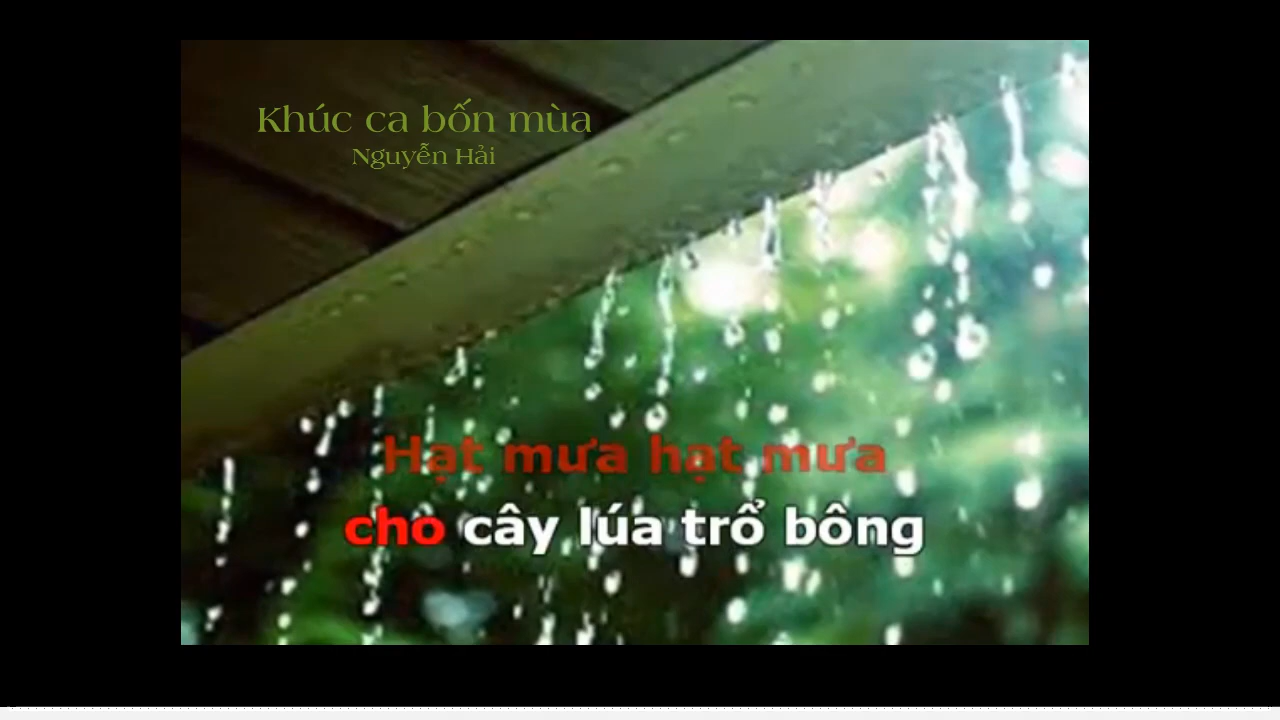 Khúc ca bốn mùa
Nguyễn Hải
Hạt mưa hạt mưa
cho cây lúa trổ bông